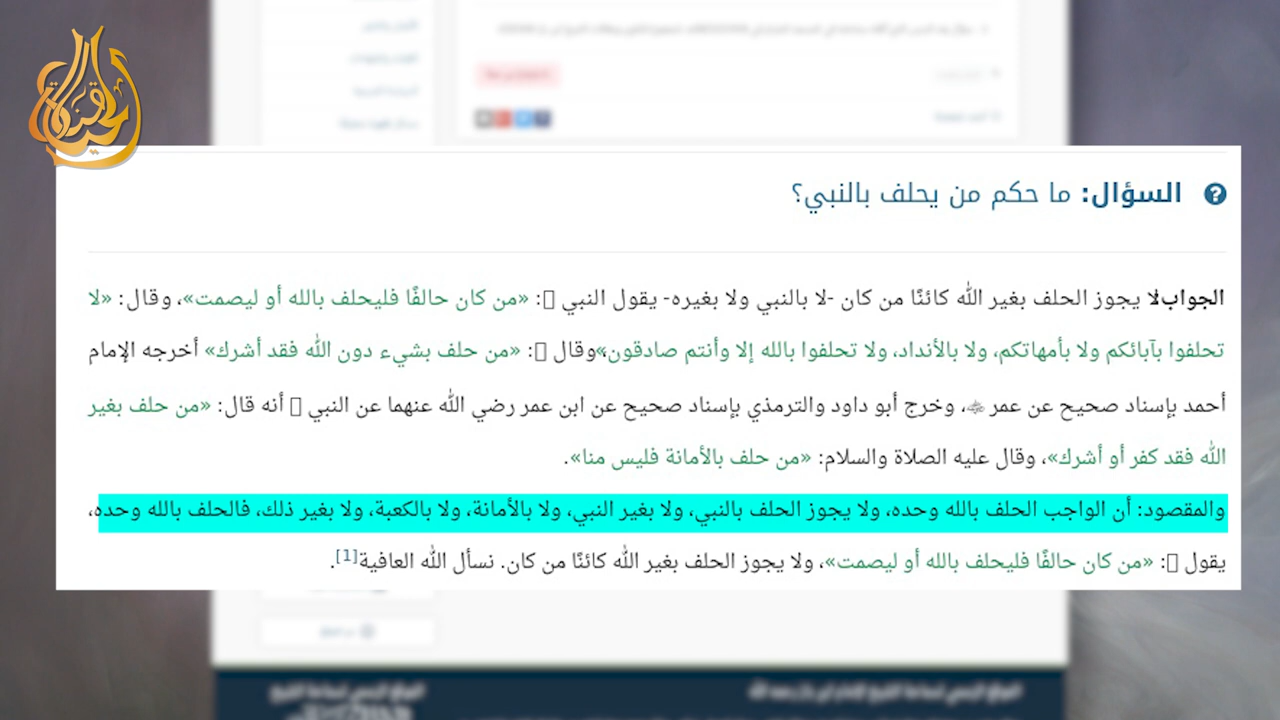 السؤال: ما حكم من يحلف بالنبي؟
الجوابلا يجوز الحلف بغير الله كائنًا من كان -لا بالنبي ولا بغيره- يقول النبي : «من كان حالفًا فليحلف بالله أو ليصمت»، وقال: «لا
تحلفوا بآبائكم ولا بأمهاتكم، ولا بالأنداد، ولا تحلفوا بالله إلا وأنتم صادقون»وقال : «من حلف بشيء دون الله فقد أشرك» أخرجه الإمام
أحمد بإسناد صحيح عن عمر ، وخرج أبو داود والترمذي بإسناد صحيح عن ابن عمر رضي الله عنهما عن النبي  أنه قال: «من حلف بغير
الله فقد كفر أو أشرك»، وقال عليه الصلاة والسلام: «من حلف بالأمانة فليس منا».
والمقصود: أن الواجب الحلف بالله وحده، ولا يجوز الحلف بالنبي، ولا بغير النبي، ولا بالأمانة، ولا بالكعبة، ولا بغير ذلك، فالحلف بالله وحده،
يقول : «من كان حالفًا فليحلف بالله أو ليصمت»، ولا يجوز الحلف بغير الله كائنًا من كان. نسأل الله العافية[1].